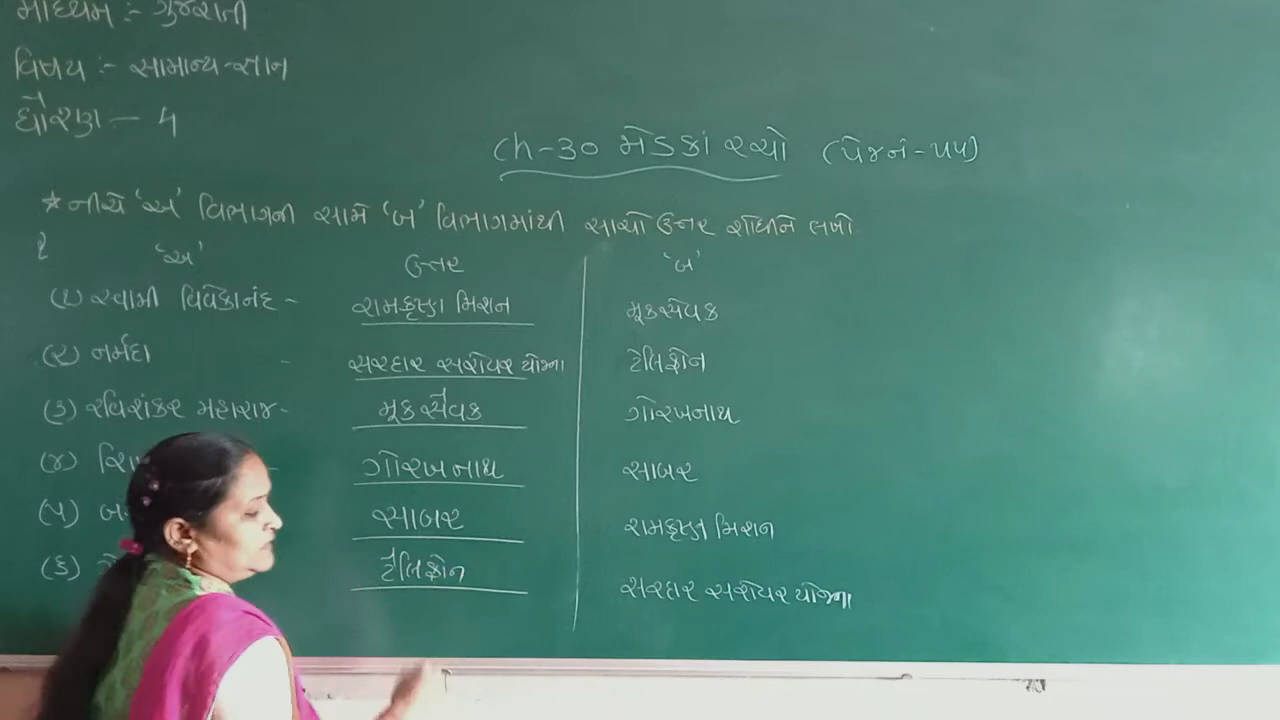 માધ્યમ :- ગુજરાતી
વિષય :- સામાન્ય-જ્ઞાન
ધોરણ :- 4
Ch-30 મેડકાં રચો (પેજનં-૫૫)
* નીચે 'અ' વિભાગની સામે 'બ' વિભાગમાંથી સાચો ઉત્તર શોધીને લખો
'અ' ઉત્તર 'બ'
(૧) સ્વામી વિવેકાનંદ - રામકૃષ્ણ મિશન મૂકસેવક
(૨) નર્મદા - સરદાર સરોવર યોજના ટેલિફોન
(૩) રવિશંકર મહારાજ - મૂકસેવક ગોરખનાથ
(૪) - ગોરખનાથ સાબર
(૫) સાબર રામકૃષ્ણ મિશન
(૬) ટેલિફોન સરદાર સરોવર યોજના